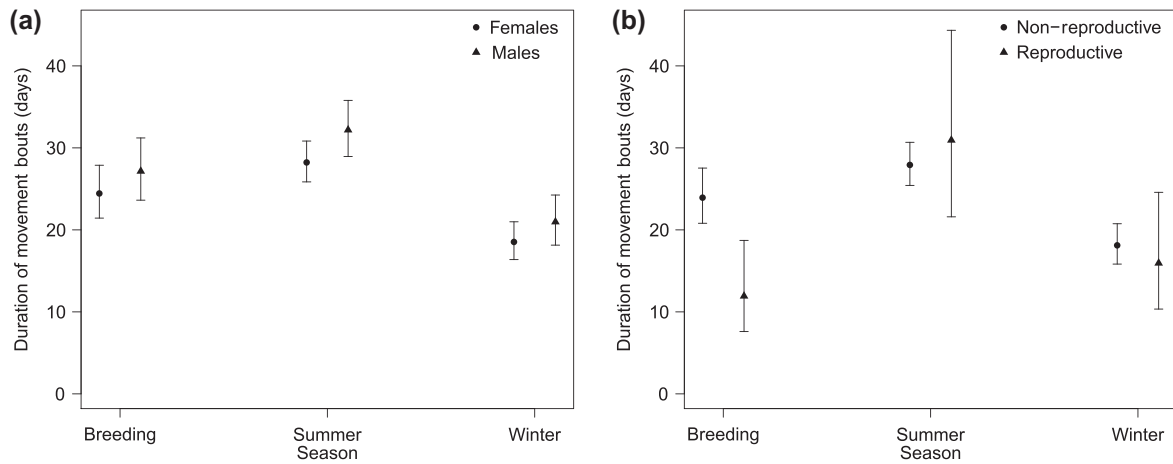 (a)
Females
Males
Duration of movement bouts (days)
40
30
20
10
0
Breeding
Summer
Winter
Season
(b)
Non−reproductive
Reproductive
Duration of movement bouts (days)
40
30
20
10
0
Breeding
Summer
Winter
Season